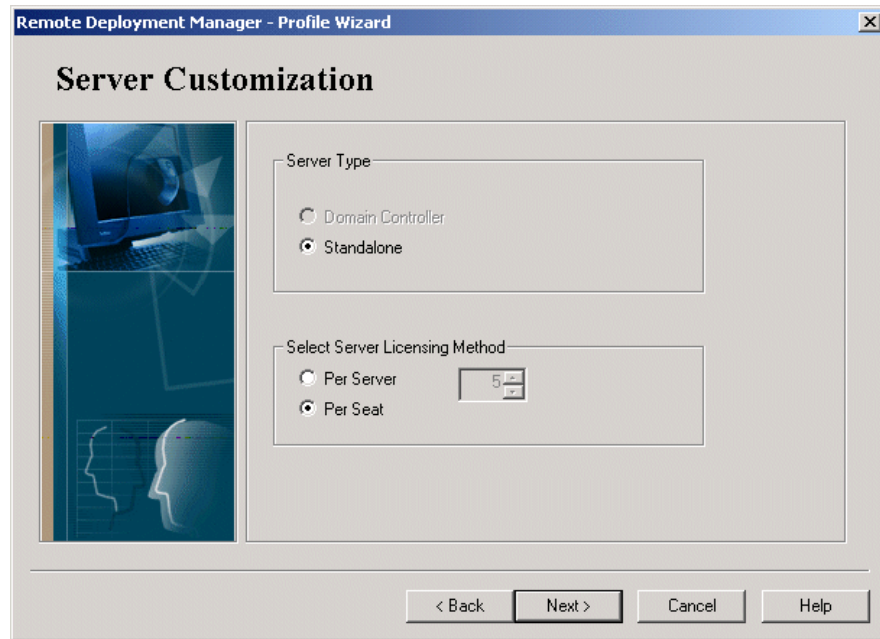 Remote Deployment Manager - Profile Wizard
Server Customization
Server Type
Domain Controller
Standalone
Select Server Licensing Method
Per Server 5
Per Seat
< Back Next > Cancel Help